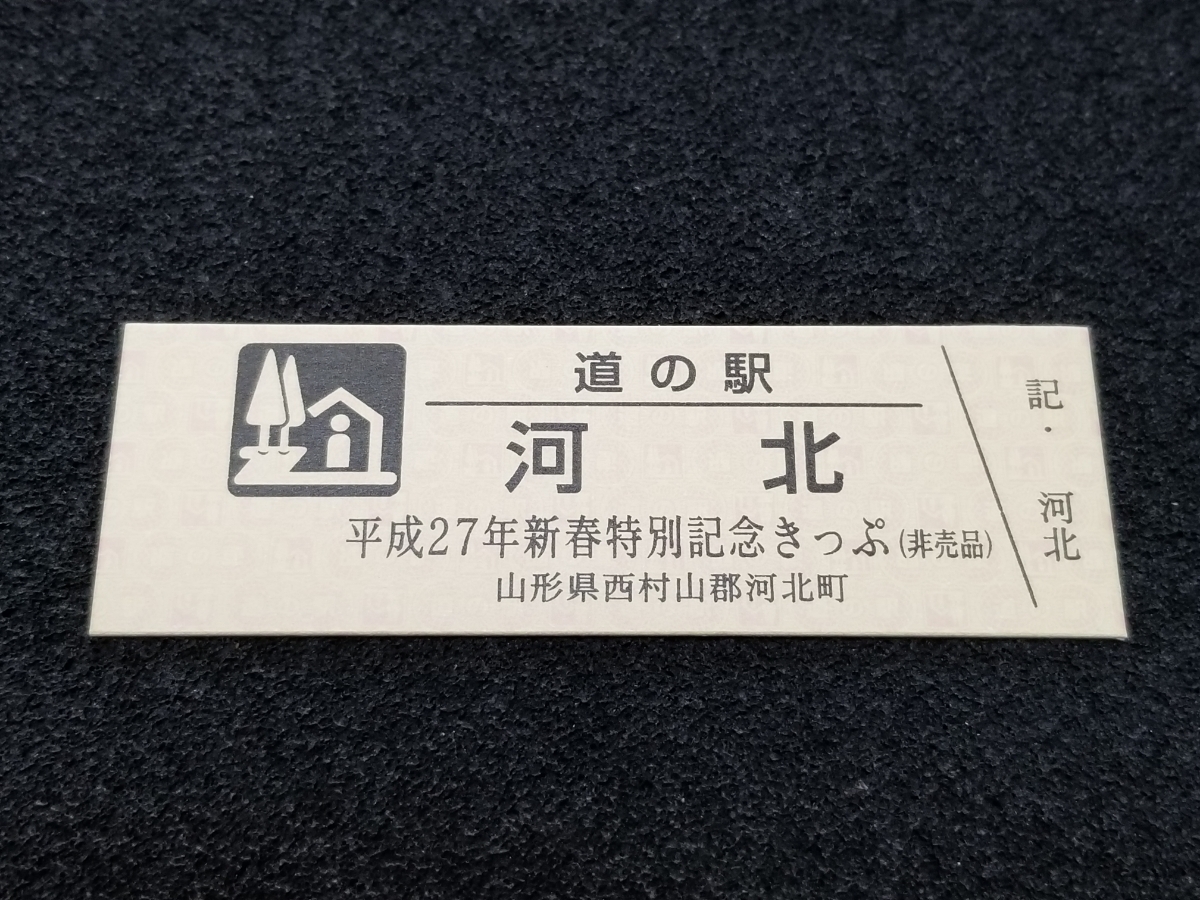 道の駅
河北
平成27年新春特別記念きっぷ(非売品)
山形県西村山郡河北町
記・河北